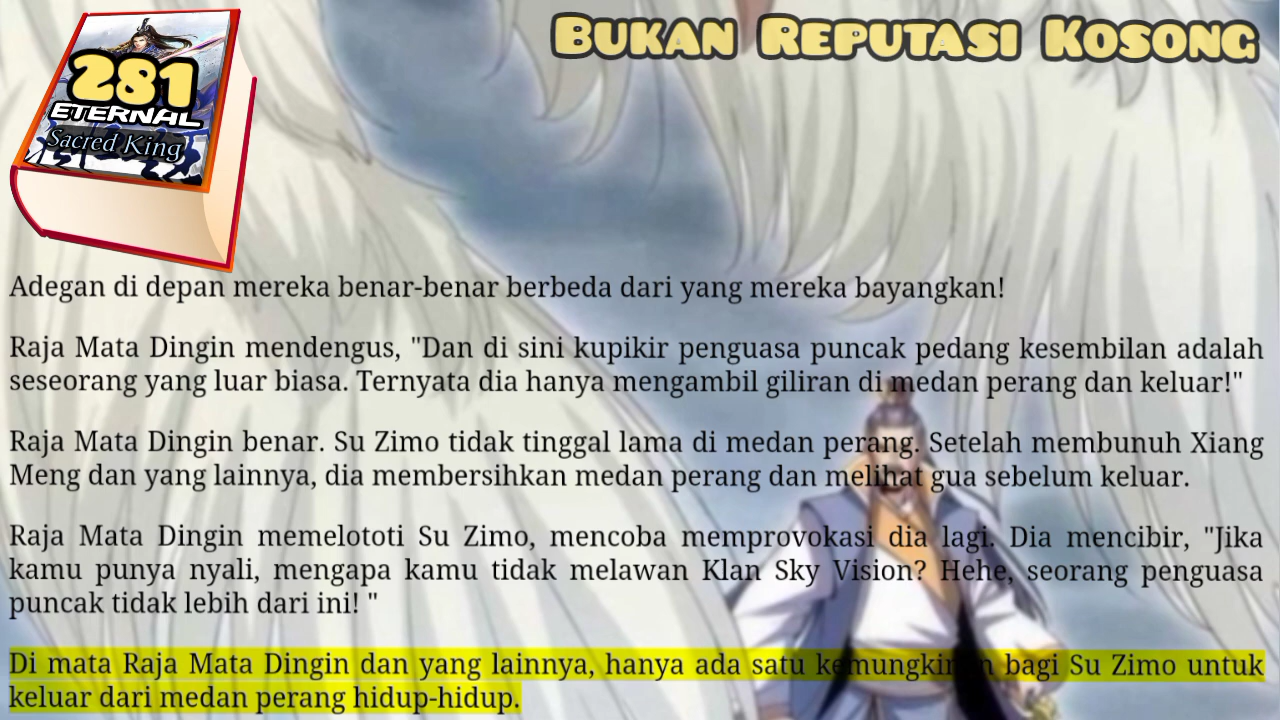 Bukan Reputasi Kosong
281
ETERNAL
Sacred King
Adegan di depan mereka benar-benar berbeda dari yang mereka bayangkan!
Raja Mata Dingin mendengus, "Dan di sini kupikir penguasa puncak pedang kesembilan adalah
seseorang yang luar biasa. Ternyata dia hanya mengambil giliran di medan perang dan keluar!"
Raja Mata Dingin benar. Su Zimo tidak tinggal lama di medan perang. Setelah membunuh Xiang
Meng dan yang lainnya, dia membersihkan medan perang dan melihat gua sebelum keluar.
Raja Mata Dingin memelototi Su Zimo, mencoba memprovokasi dia lagi. Dia mencibir, "Jika
kamu punya nyali, mengapa kamu tidak melawan Klan Sky Vision? Hehe, seorang penguasa
puncak tidak lebih dari ini! "
Di mata Raja Mata Dingin dan yang lainnya, hanya ada satu kemungkinan bagi Su Zimo untuk
keluar dari medan perang hidup-hidup.